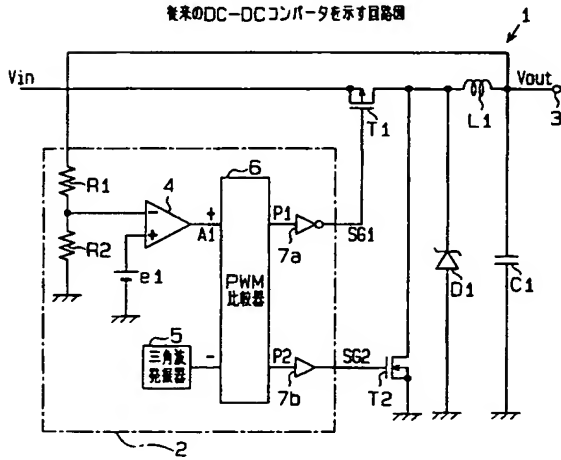 従来のDC-DCコンバータを示す回路図
1
Vin
Vout
T1
L1
3
R1
4
6
+
P1
7a
SG1
R2
-
+
A1
e1
PWM
比較器
D1
C1
5
三角波
発振器
-
P2
7b
SG2
T2
2